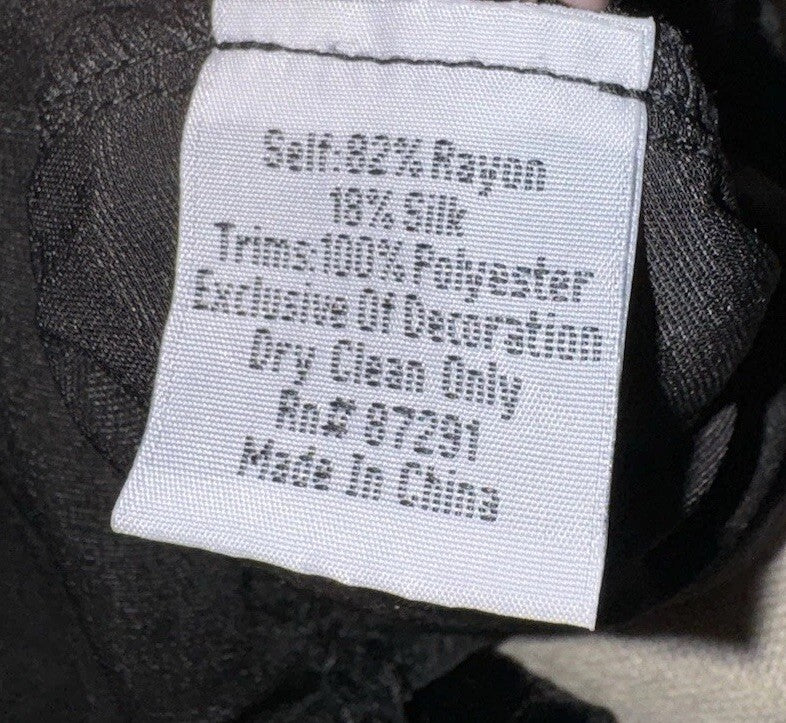 Self:82% Rayon
18% Silk
Trims:100% Polyester
Exclusive Of Decoration
Dry Clean Only
Rn# 87291
Made In China